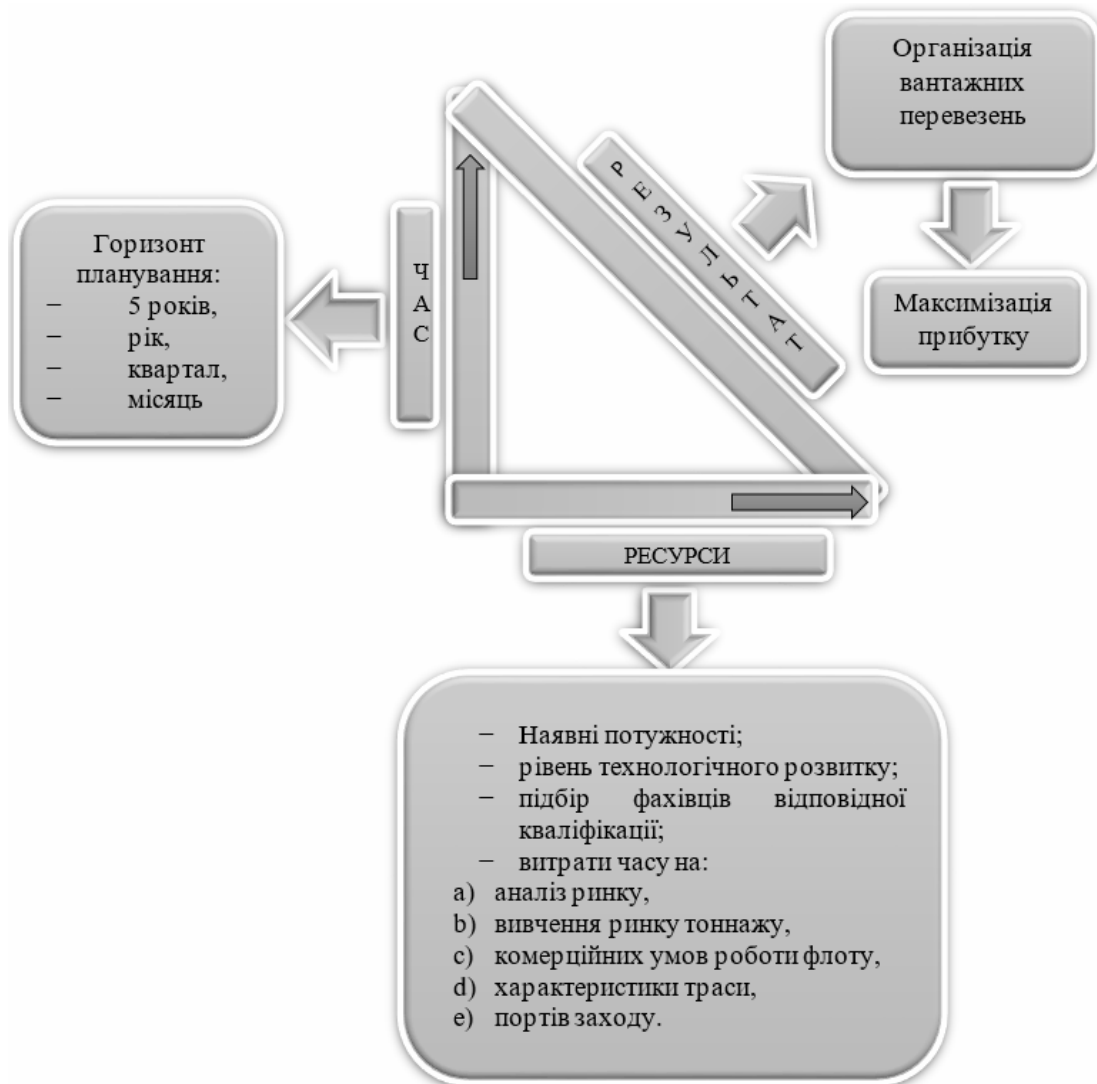 Організація
вантажних
перевезень
Максимізація
прибутку
РЕЗУЛЬТАТ
ЧАС
Горизонт
планування:
− 5 років,
− рік,
− квартал,
− місяць
РЕСУРСИ
− Наявні потужності;
− рівень технологічного розвитку;
− підбір фахівців відповідної
кваліфікації;
− витрати часу на:
a) аналіз ринку,
b) вивчення ринку тоннажу,
c) комерційних умов роботи флоту,
d) характеристики траси,
e) портів заходу.